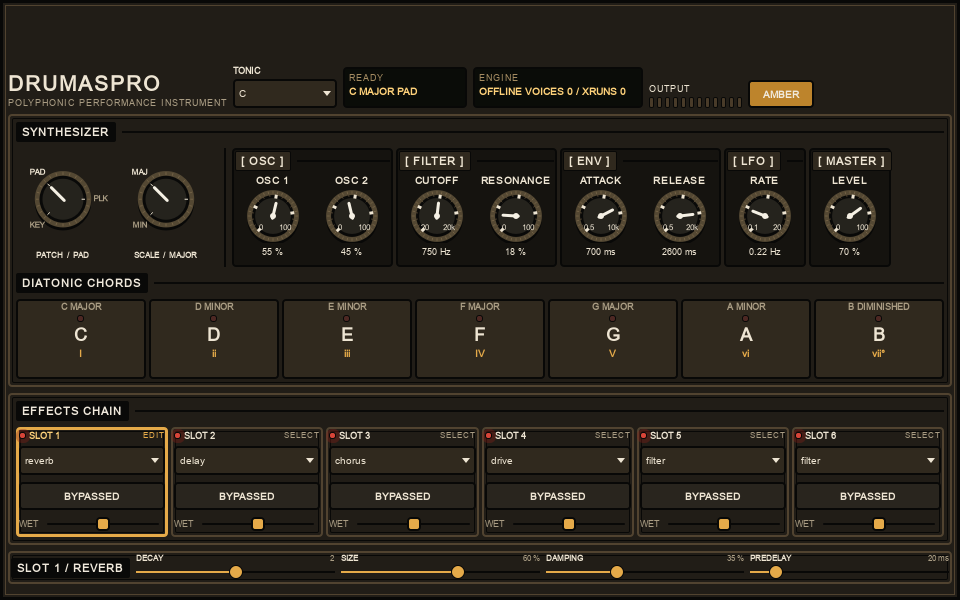 DRUMASPRO
POLYPHONIC PERFORMANCE INSTRUMENT
TONIC
C
READY
C MAJOR PAD
ENGINE
OFFLINE VOICES 0 / XRUNS 0
OUTPUT
AMBER
SYNTHESIZER
PAD
PLK
KEY
PATCH / PAD
MAJ
MIN
SCALE / MAJOR
[ OSC ]
OSC 1
0 100
55 %
OSC 2
0 100
45 %
[ FILTER ]
CUTOFF
20 20k
750 Hz
RESONANCE
0 100
18 %
[ ENV ]
ATTACK
0.5 10k
700 ms
RELEASE
0.5 20k
2600 ms
[ LFO ]
RATE
0.1 20
0.22 Hz
[ MASTER ]
LEVEL
0 100
70 %
DIATONIC CHORDS
C MAJOR
C
I
D MINOR
D
ii
E MINOR
E
iii
F MAJOR
F
IV
G MAJOR
G
V
A MINOR
A
vi
B DIMINISHED
B
vii°
EFFECTS CHAIN
SLOT 1 EDIT
reverb
BYPASSED
WET
SLOT 2 SELECT
delay
BYPASSED
WET
SLOT 3 SELECT
chorus
BYPASSED
WET
SLOT 4 SELECT
drive
BYPASSED
WET
SLOT 5 SELECT
filter
BYPASSED
WET
SLOT 6 SELECT
filter
BYPASSED
WET
SLOT 1 / REVERB
DECAY 2
SIZE 60 %
DAMPING 35 %
PREDELAY 20 ms